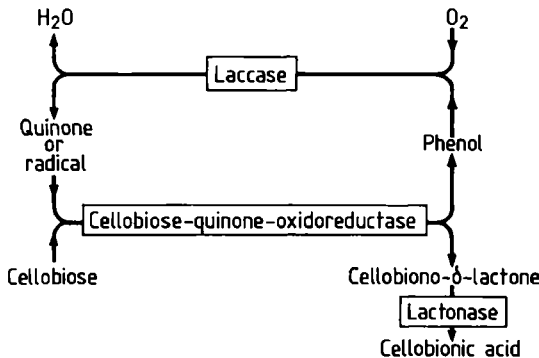 H2O
O2
Laccase
Quinone
or
radical
Phenol
Cellobiose-quinone-oxidoreductase
Cellobiose
Cellobiono-δ-lactone
Lactonase
Cellobionic acid